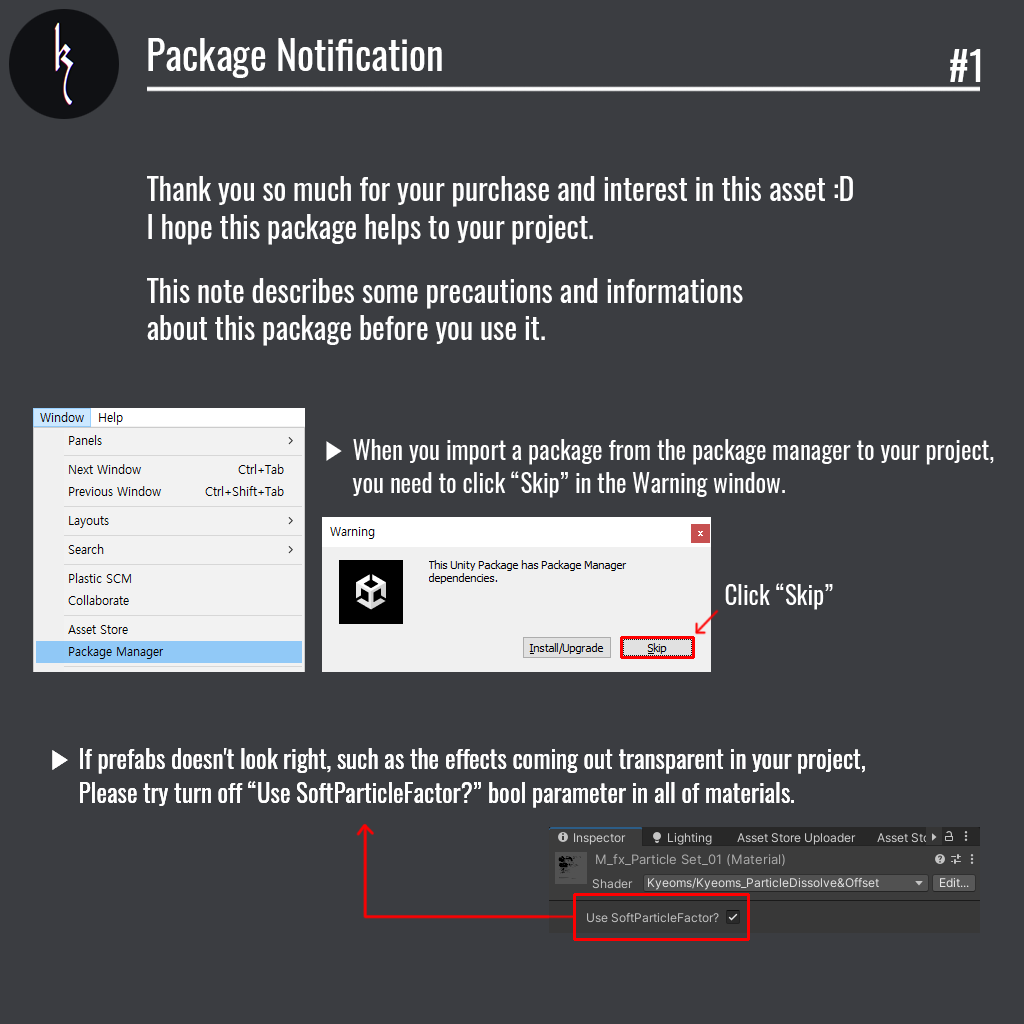 Package Notification
#1
Thank you so much for your purchase and interest in this asset :D
I hope this package helps to your project.
This note describes some precautions and informations
about this package before you use it.
Window Help
Panels
Next Window Ctrl+Tab
Previous Window Ctrl+Shift+Tab
Layouts
Search
Plastic SCM
Collaborate
Asset Store
Package Manager
When you import a package from the package manager to your project,
you need to click “Skip” in the Warning window.
Warning
x
This Unity Package has Package Manager
dependencies.
Install/Upgrade Skip
Click “Skip”
If prefabs doesn't look right, such as the effects coming out transparent in your project,
Please try turn off “Use SoftParticleFactor?” bool parameter in all of materials.
Inspector Lighting Asset Store Uploader Asset Sto
M_fx_Particle Set_01 (Material)
Shader Kyeoms/Kyeoms_ParticleDissolve&Offset Edit...
Use SoftParticleFactor?